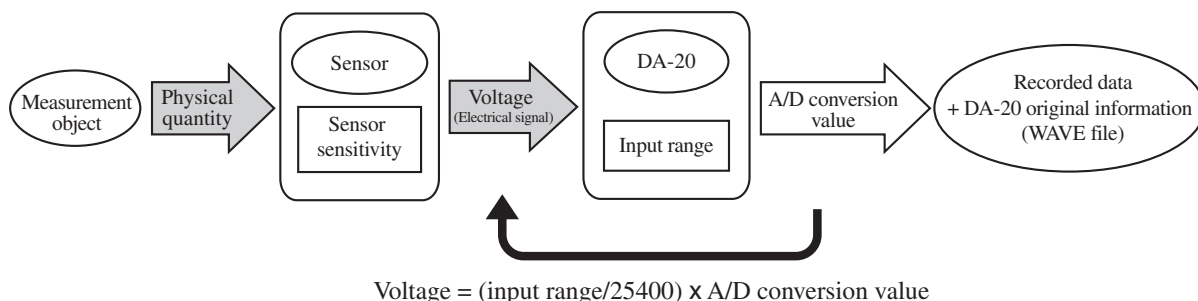 Measurement
object
Physical
quantity
Sensor
Sensor
sensitivity
Voltage
(Electrical signal)
DA-20
Input range
A/D conversion
value
Recorded data
+ DA-20 original information
(WAVE file)
Voltage = (input range/25400) x A/D conversion value